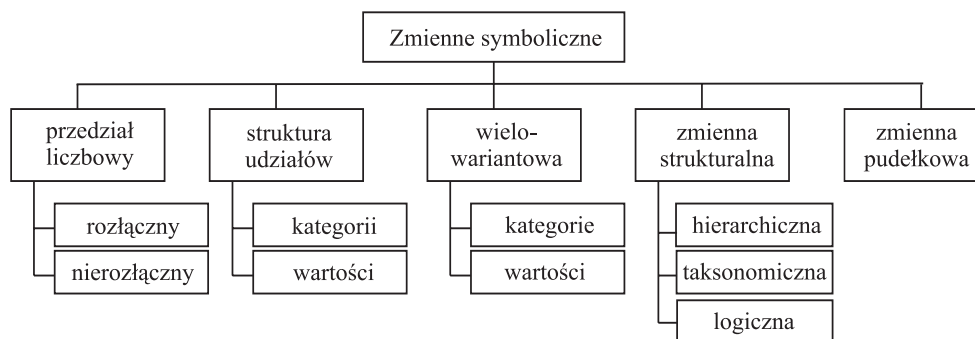 Zmienne symboliczne
przedział
liczbowy
struktura
udziałów
wielo-
wariantowa
zmienna
strukturalna
zmienna
pudełkowa
rozłączny
nierozłączny
kategorii
wartości
kategorie
wartości
hierarchiczna
taksonomiczna
logiczna